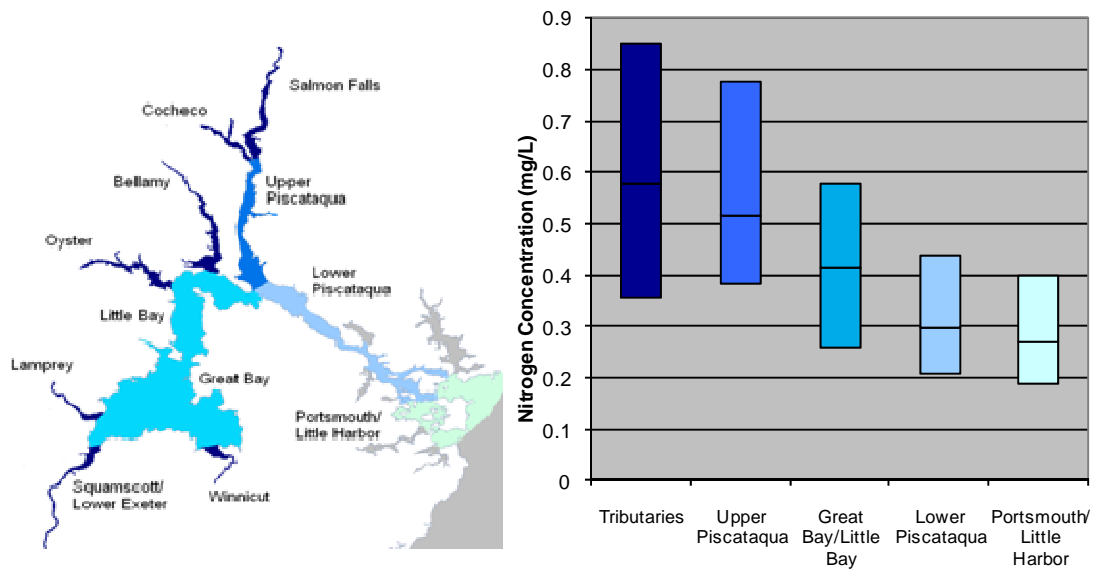 Salmon Falls
Cocheco
Bellamy
Upper
Piscataqua
Oyster
Lower
Piscataqua
Little Bay
Lamprey
Great Bay
Portsmouth/
Little Harbor
Squamscott/
Lower Exeter
Winnicut
Nitrogen Concentration (mg/L)
0.9
0.8
0.7
0.6
0.5
0.4
0.3
0.2
0.1
0
Tributaries
Upper
Piscataqua
Great
Bay/Little
Bay
Lower
Piscataqua
Portsmouth/
Little
Harbor